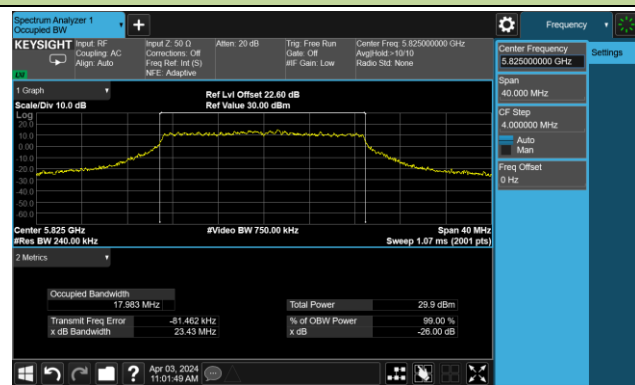 Spectrum Analyzer 1
Occupied BW
Frequency
KEYSIGHT
Input: RF
Coupling: AC
Align: Auto
Input Z: 50 Ω
Corrections: Off
Freq Ref: Int (S)
NFE: Adaptive
Atten: 20 dB
Trig: Free Run
Gate: Off
#IF Gain: Low
Center Freq: 5.825000000 GHz
Avg|Hold:>10/10
Radio Std: None
LW
Center Frequency
5.825000000 GHz
Settings
Span
40.000 MHz
CF Step
4.000000 MHz
Auto
Man
Freq Offset
0 Hz
1 Graph
Scale/Div 10.0 dB
Ref Lvl Offset 22.60 dB
Ref Value 30.00 dBm
Log
20.0
10.0
0.00
-10.0
-20.0
-30.0
-40.0
-50.0
-60.0
Center 5.825 GHz
#Res BW 240.00 kHz
#Video BW 750.00 kHz
Span 40 MHz
Sweep 1.07 ms (2001 pts)
2 Metrics
Occupied Bandwidth
17.983 MHz
Total Power 29.9 dBm
Transmit Freq Error -81.462 kHz
% of OBW Power 99.00 %
x dB Bandwidth 23.43 MHz
x dB -26.00 dB
?
Apr 03, 2024
11:01:49 AM